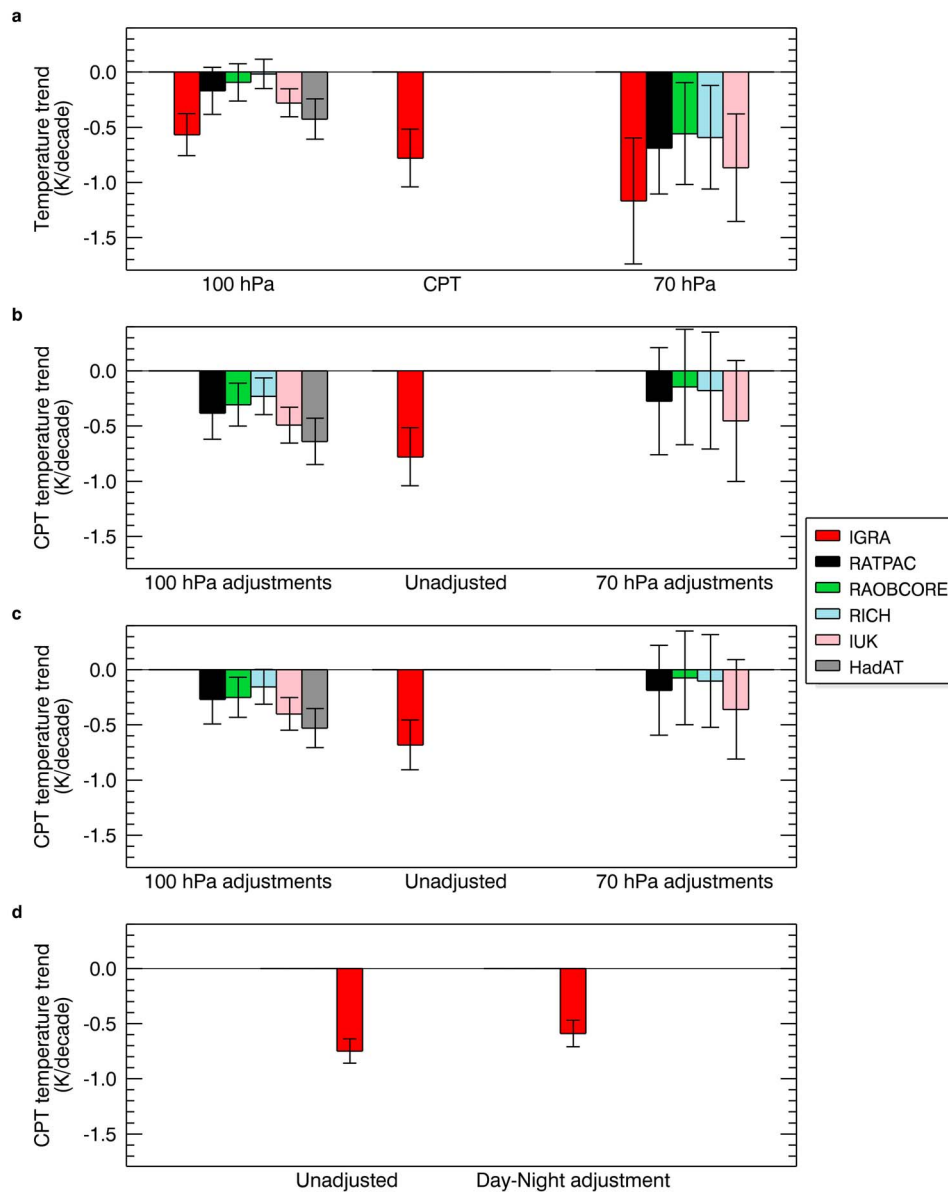 a
Temperature trend
(K/decade)
0.0
-0.5
-1.0
-1.5
100 hPa CPT 70 hPa
b
CPT temperature trend
(K/decade)
0.0
-0.5
-1.0
-1.5
100 hPa adjustments Unadjusted 70 hPa adjustments
IGRA
RATPAC
RAOBCORE
RICH
IUK
HadAT
c
CPT temperature trend
(K/decade)
0.0
-0.5
-1.0
-1.5
100 hPa adjustments Unadjusted 70 hPa adjustments
d
CPT temperature trend
(K/decade)
0.0
-0.5
-1.0
-1.5
Unadjusted Day-Night adjustment